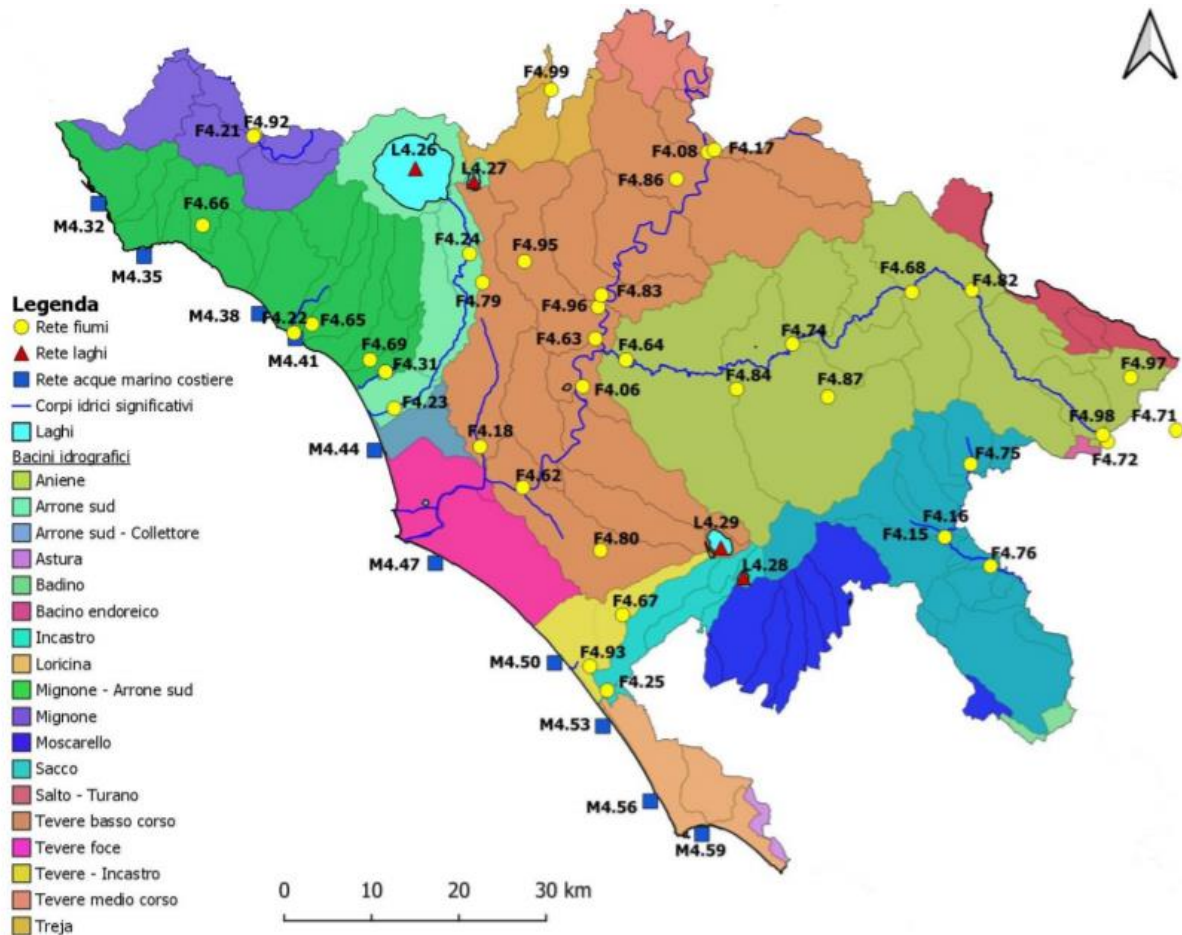 F4.99
F4.21
F4.92
L4.26
L4.27
F4.08
F4.17
F4.86
M4.32
F4.66
M4.35
F4.24
F4.95
F4.68
F4.82
F4.79
F4.96
F4.83
M4.38
F4.22
F4.65
M4.41
F4.63
F4.74
F4.69
F4.31
F4.64
F4.97
F4.23
F4.06
F4.84
F4.87
F4.98
F4.71
F4.72
M4.44
F4.18
F4.75
F4.62
L4.29
F4.16
F4.15
F4.76
F4.80
L4.28
M4.47
F4.67
M4.50
F4.93
F4.25
M4.53
M4.56
M4.59
Legenda
Rete fiumi
Rete laghi
Rete acque marino costiere
Corpi idrici significativi
Laghi
Bacini idrografici
Aniene
Arrone sud
Arrone sud - Collettore
Astura
Badino
Bacino endoreico
Incastro
Loricina
Mignone - Arrone sud
Mignone
Moscarello
Sacco
Salto - Turano
Tevere basso corso
Tevere foce
Tevere - Incastro
Tevere medio corso
Treja
0 10 20 30 km